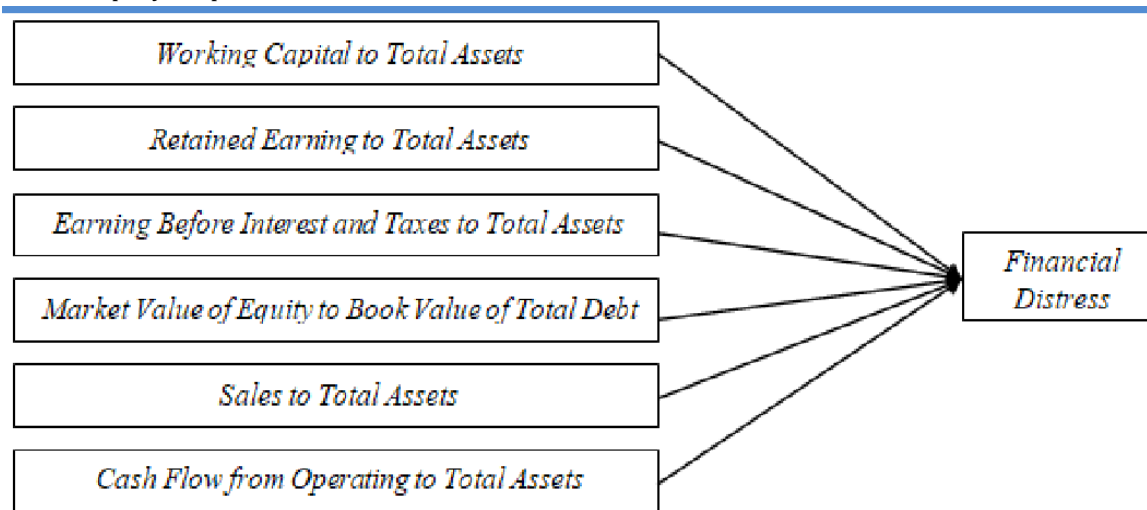 Working Capital to Total Assets
Retained Earning to Total Assets
Earning Before Interest and Taxes to Total Assets
Market Value of Equity to Book Value of Total Debt
Sales to Total Assets
Cash Flow from Operating to Total Assets
Financial
Distress